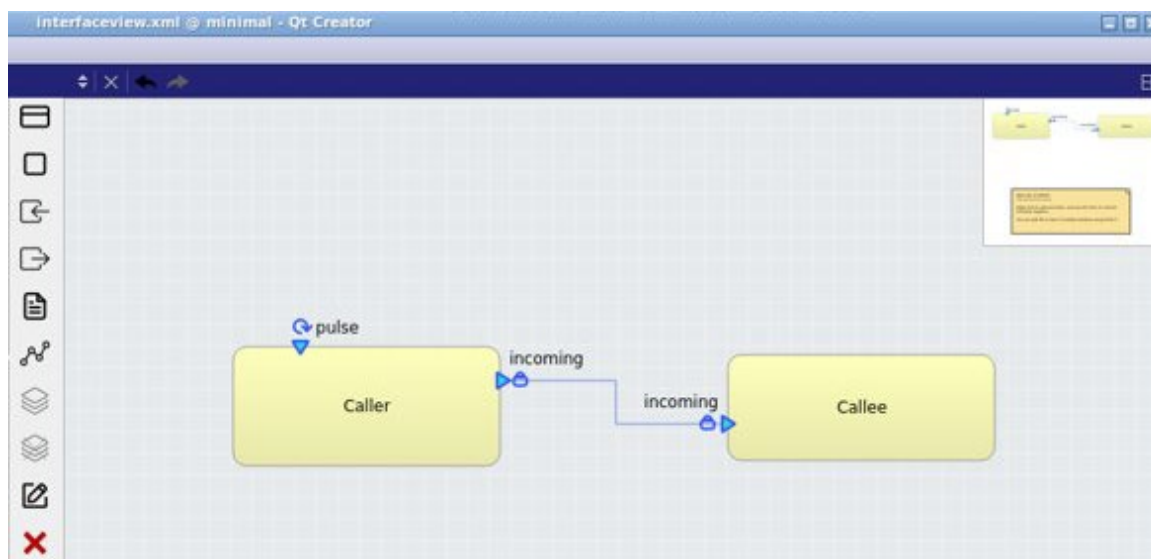 interfaceview.xml @ minimal - Qt Creator
pulse
incoming
Caller
incoming
Callee